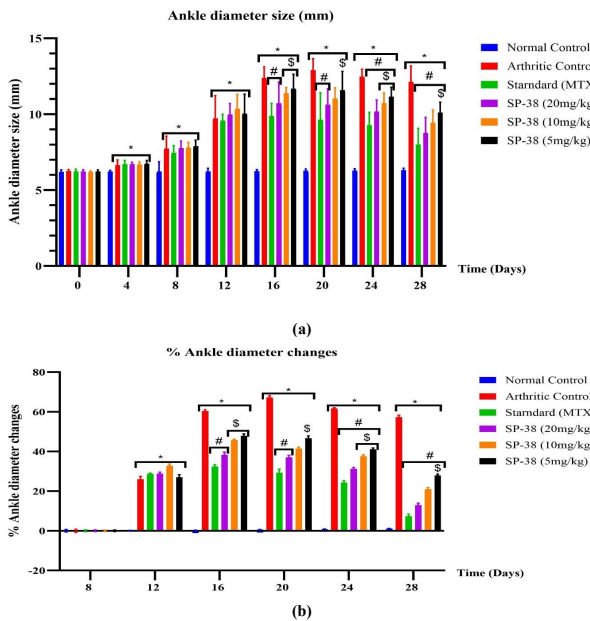 Ankle diameter size (mm)
Ankle diameter size (mm)
15
10
5
0
* * * * * * *
# $ # $ # $ # $
Normal Control
Arthritic Contro
Starndard (MTX
SP-38 (20mg/kg)
SP-38 (10mg/kg)
SP-38 (5mg/kg)
0 4 8 12 16 20 24 28
Time (Days)
(a)
% Ankle diameter changes
% Ankle diameter changes
80
60
40
20
0
-20
* * * * *
# $ # $ # $ # $
Normal Control
Arthritic Control
Starndard (MTX
SP-38 (20mg/kg)
SP-38 (10mg/kg)
SP-38 (5mg/kg)
8 12 16 20 24 28
Time (Days)
(b)